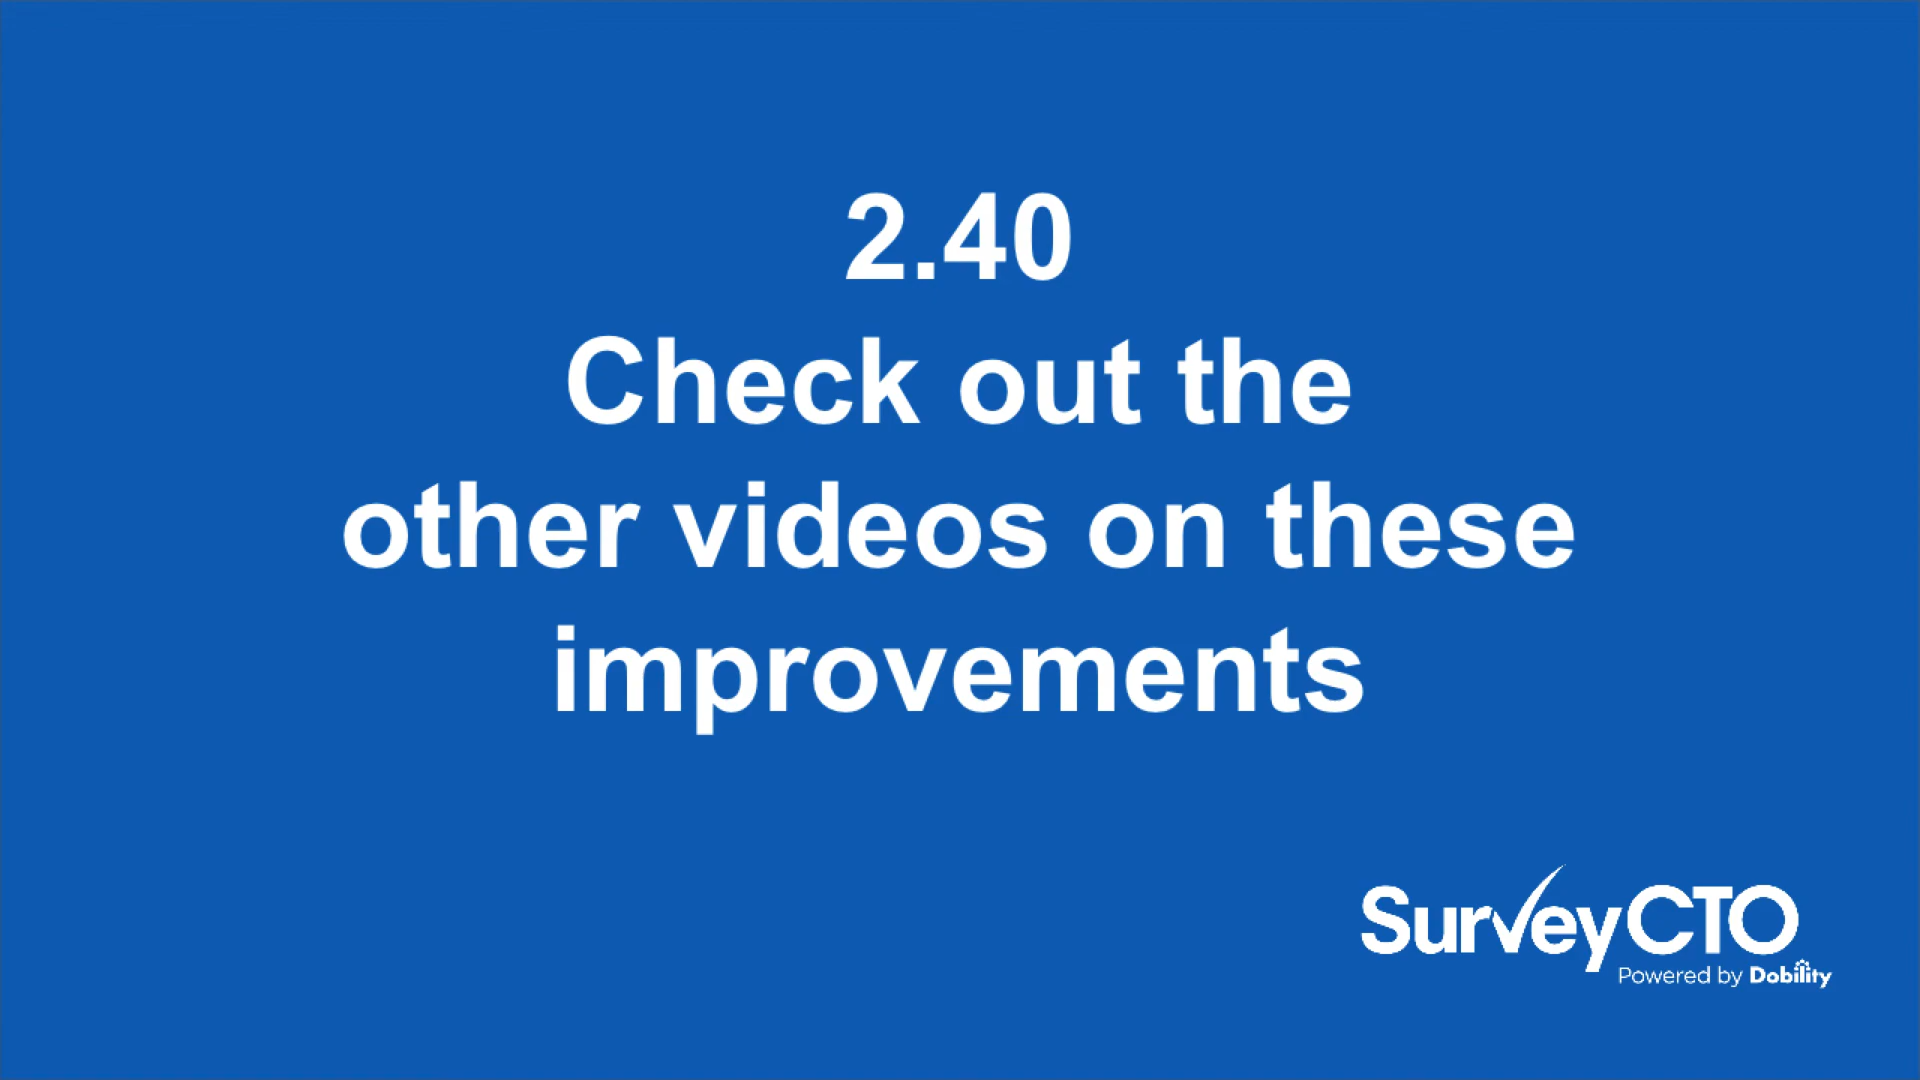 2.40
Check out the
other videos on these
improvements
SurveyCTO
Powered by Dobility